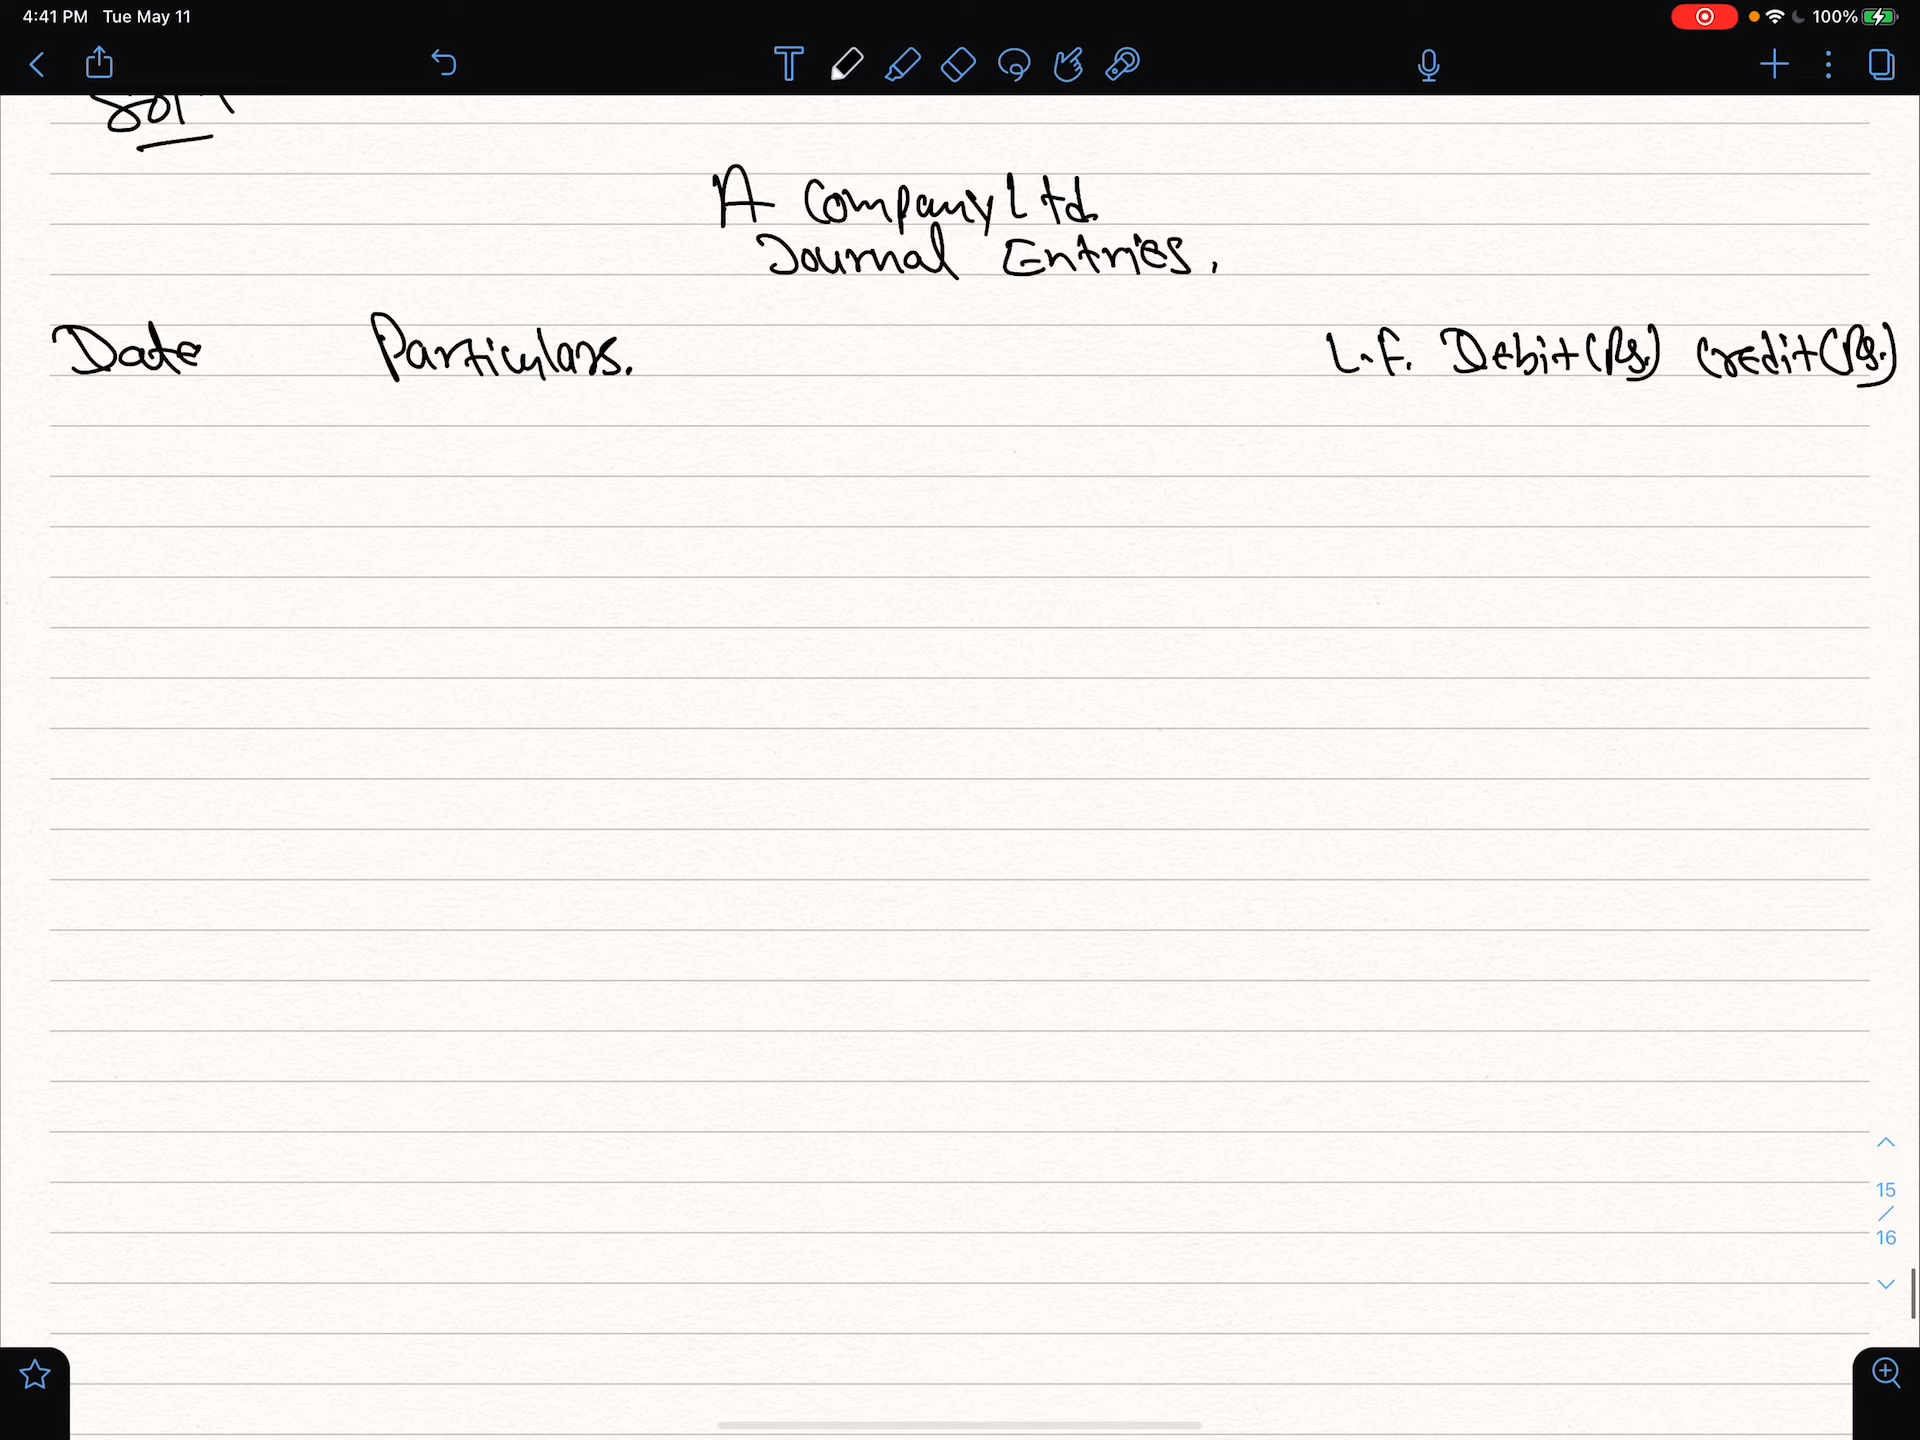 4:41 PM Tue May 11
100%
Soln
A Company Ltd.
Journal Entries.
Date Particulars. L.F. Debit(Rs.) Credit(Rs.)
15
/
16